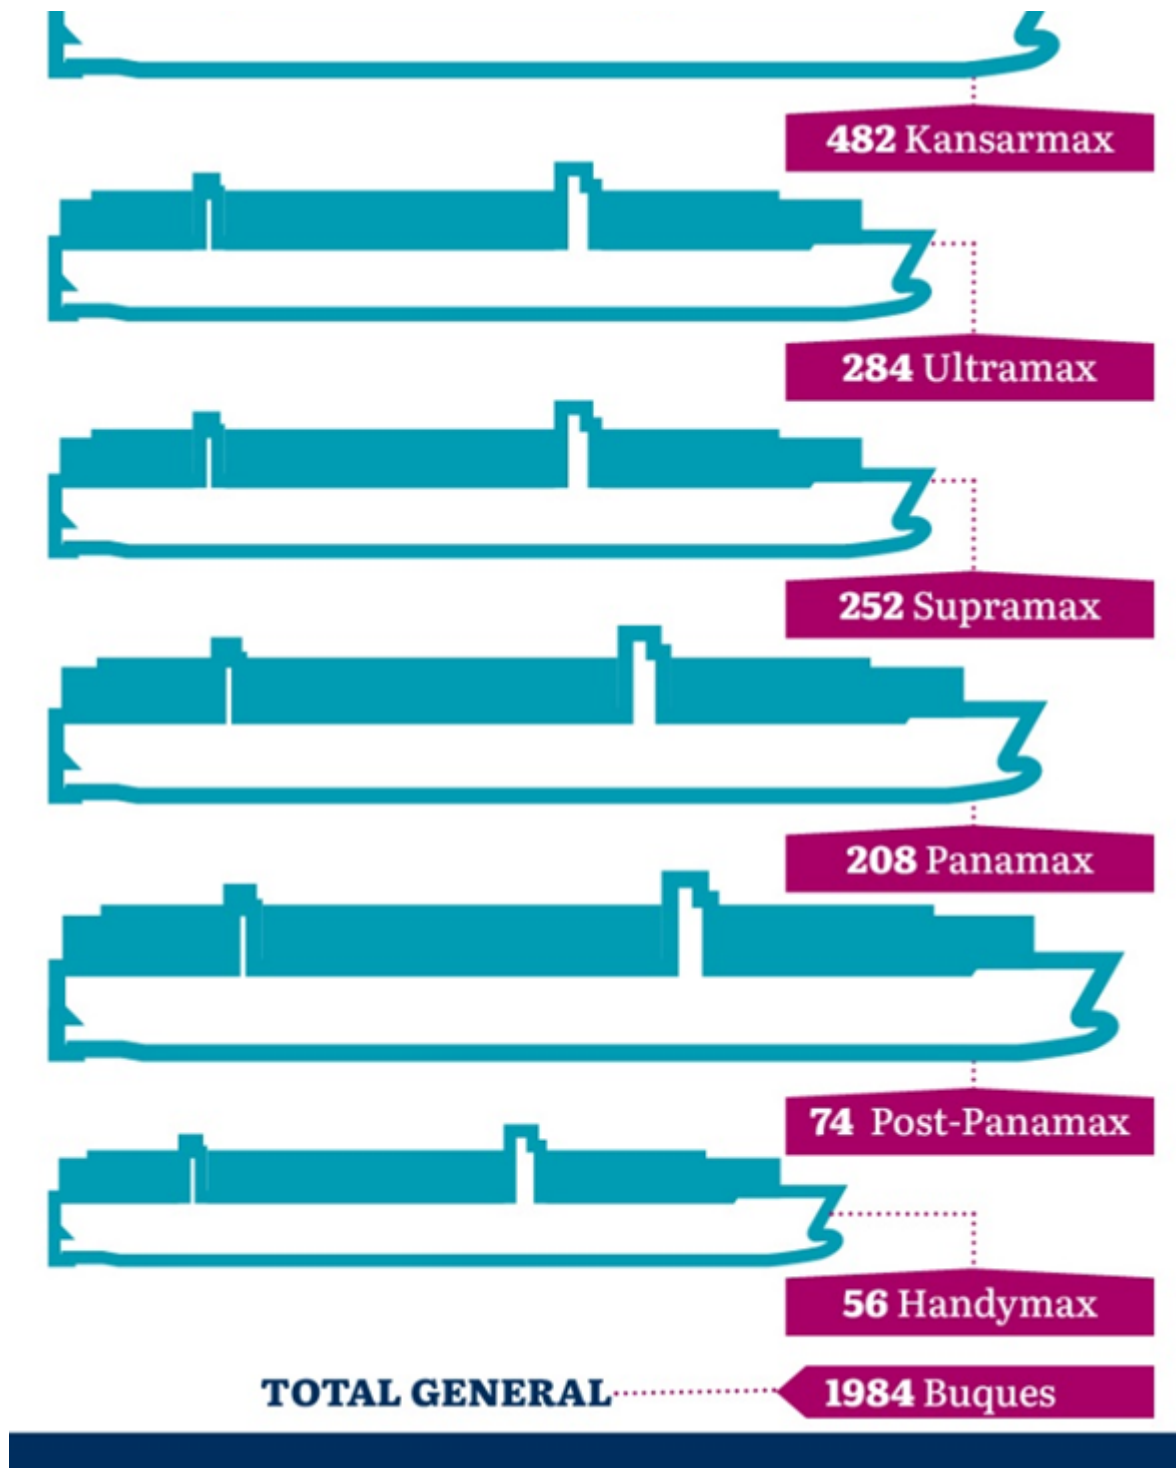 482 Kansarmax
284 Ultramax
252 Supramax
208 Panamax
74 Post-Panamax
56 Handymax
TOTAL GENERAL 1984 Buques